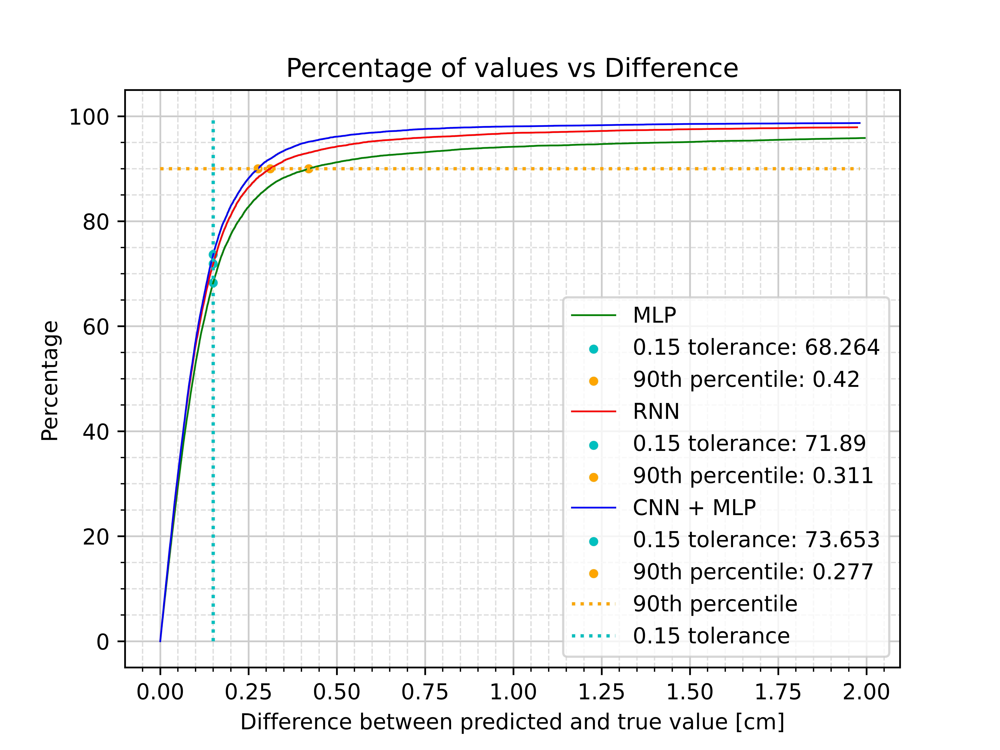 Percentage of values vs Difference
100
80
60
40
20
0
Percentage
MLP
0.15 tolerance: 68.264
90th percentile: 0.42
RNN
0.15 tolerance: 71.89
90th percentile: 0.311
CNN + MLP
0.15 tolerance: 73.653
90th percentile: 0.277
90th percentile
0.15 tolerance
0.00 0.25 0.50 0.75 1.00 1.25 1.50 1.75 2.00
Difference between predicted and true value [cm]